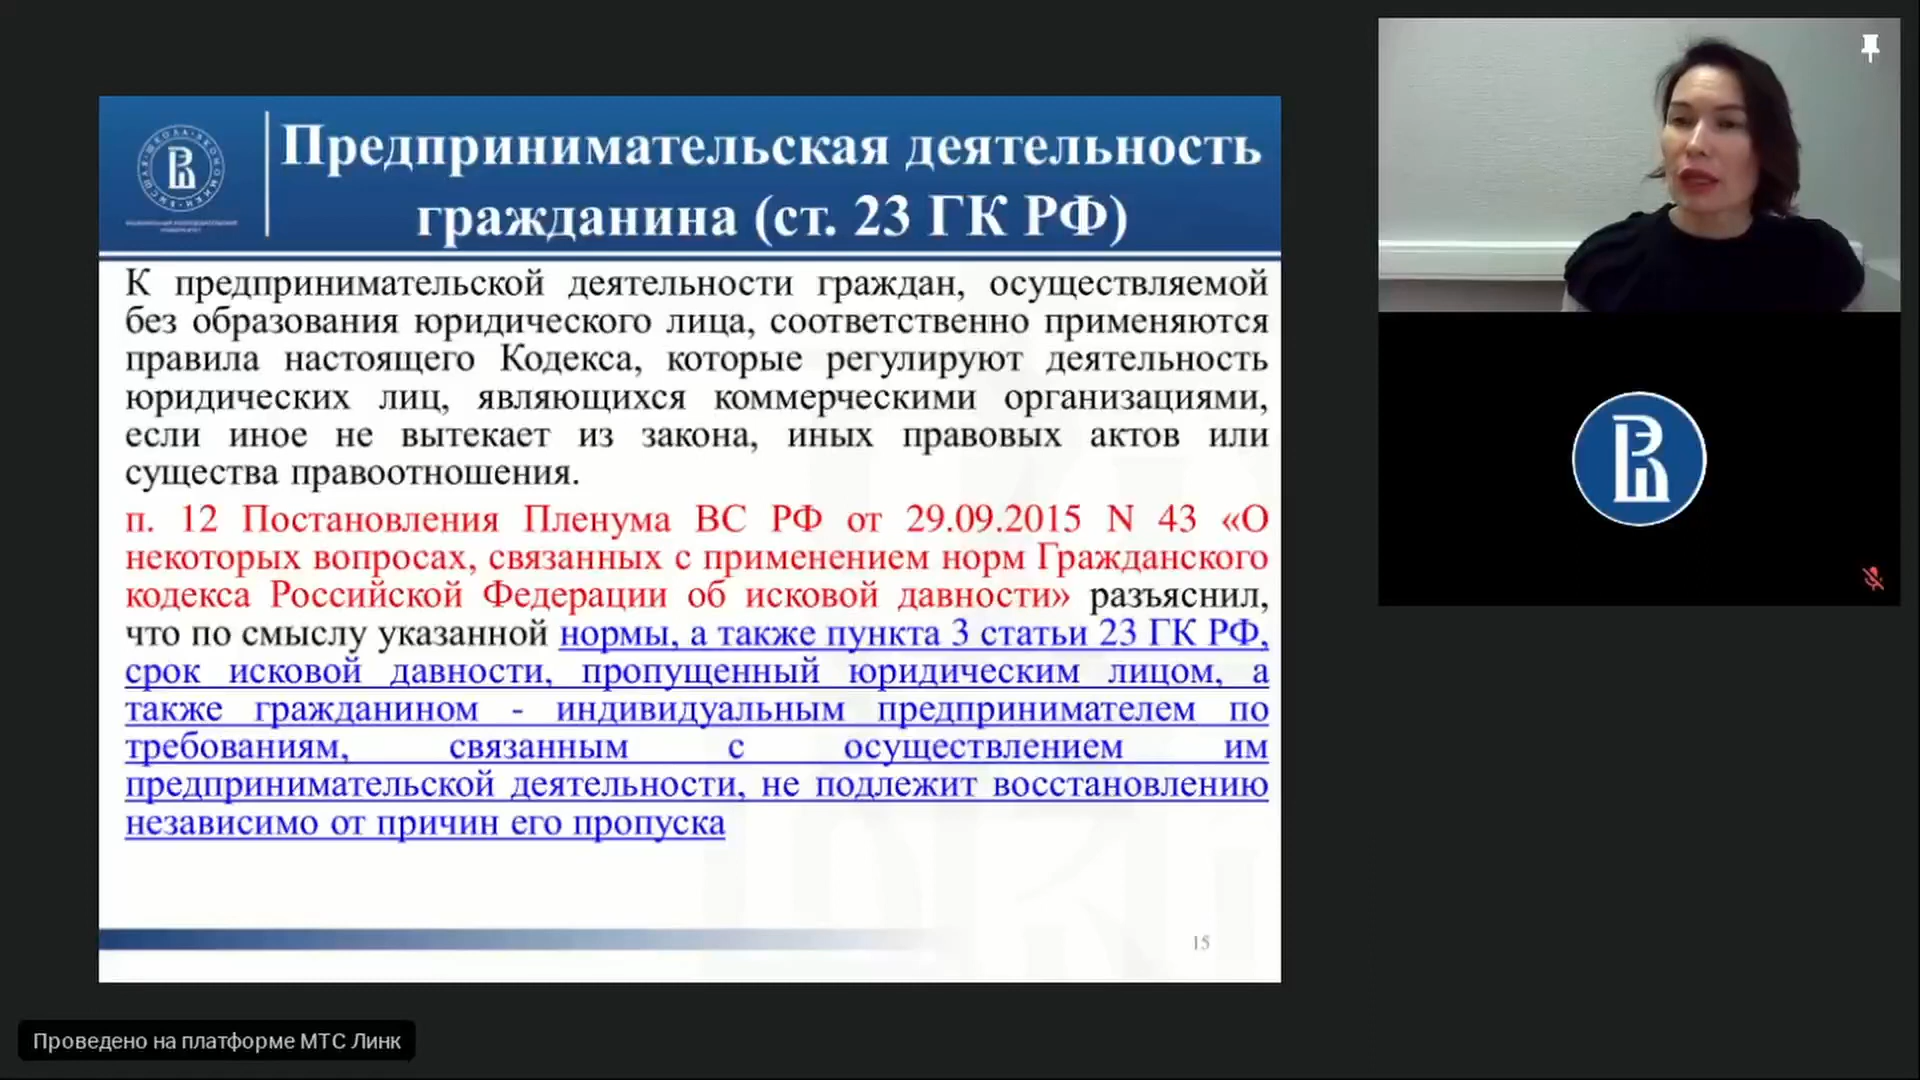 Предпринимательская деятельность
гражданина (ст. 23 ГК РФ)
К предпринимательской деятельности граждан, осуществляемой
без образования юридического лица, соответственно применяются
правила настоящего Кодекса, которые регулируют деятельность
юридических лиц, являющихся коммерческими организациями,
если иное не вытекает из закона, иных правовых актов или
существа правоотношения.
п. 12 Постановления Пленума ВС РФ от 29.09.2015 N 43 «О
некоторых вопросах, связанных с применением норм Гражданского
кодекса Российской Федерации об исковой давности» разъяснил,
что по смыслу указанной нормы, а также пункта 3 статьи 23 ГК РФ,
срок исковой давности, пропущенный юридическим лицом, а
также гражданином - индивидуальным предпринимателем по
требованиям, связанным с осуществлением им
предпринимательской деятельности, не подлежит восстановлению
независимо от причин его пропуска
15
Проведено на платформе МТС Линк